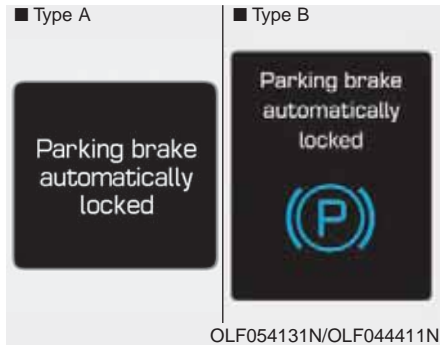 ■ Type A
Parking brake
automatically
locked
■ Type B
Parking brake
automatically
locked
P
OLF054131N/OLF044411N